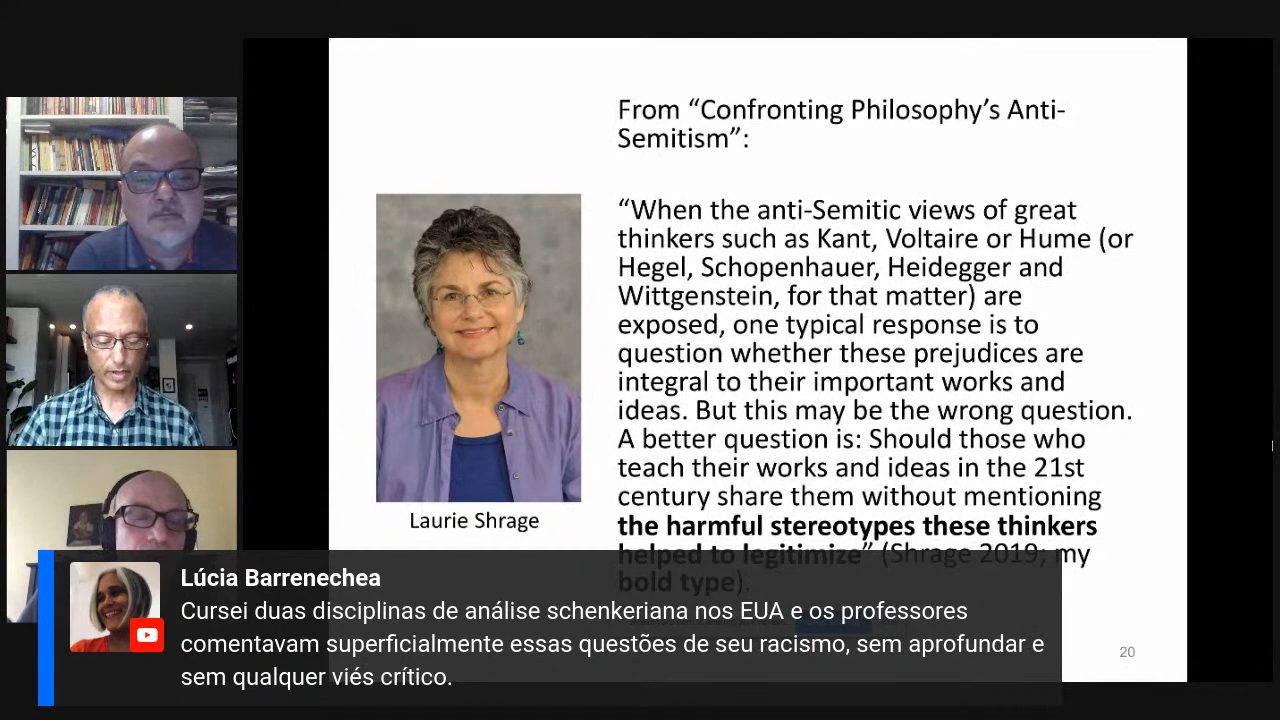 From “Confronting Philosophy’s Anti-
Semitism”:
“When the anti-Semitic views of great
thinkers such as Kant, Voltaire or Hume (or
Hegel, Schopenhauer, Heidegger and
Wittgenstein, for that matter) are
exposed, one typical response is to
question whether these prejudices are
integral to their important works and
ideas. But this may be the wrong question.
A better question is: Should those who
teach their works and ideas in the 21st
century share them without mentioning
the harmful stereotypes these thinkers
helped to legitimize” (Shrage 2019; my
bold type).
Laurie Shrage
20
Lúcia Barrenechea
Cursei duas disciplinas de análise schenkeriana nos EUA e os professores
comentavam superficialmente essas questões de seu racismo, sem aprofundar e
sem qualquer viés crítico.